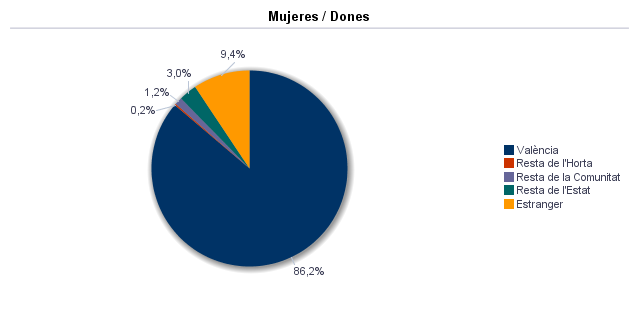 Mujeres / Dones
9,4%
3,0%
1,2%
0,2%
86,2%
València
Resta de l'Horta
Resta de la Comunitat
Resta de l'Estat
Estranger